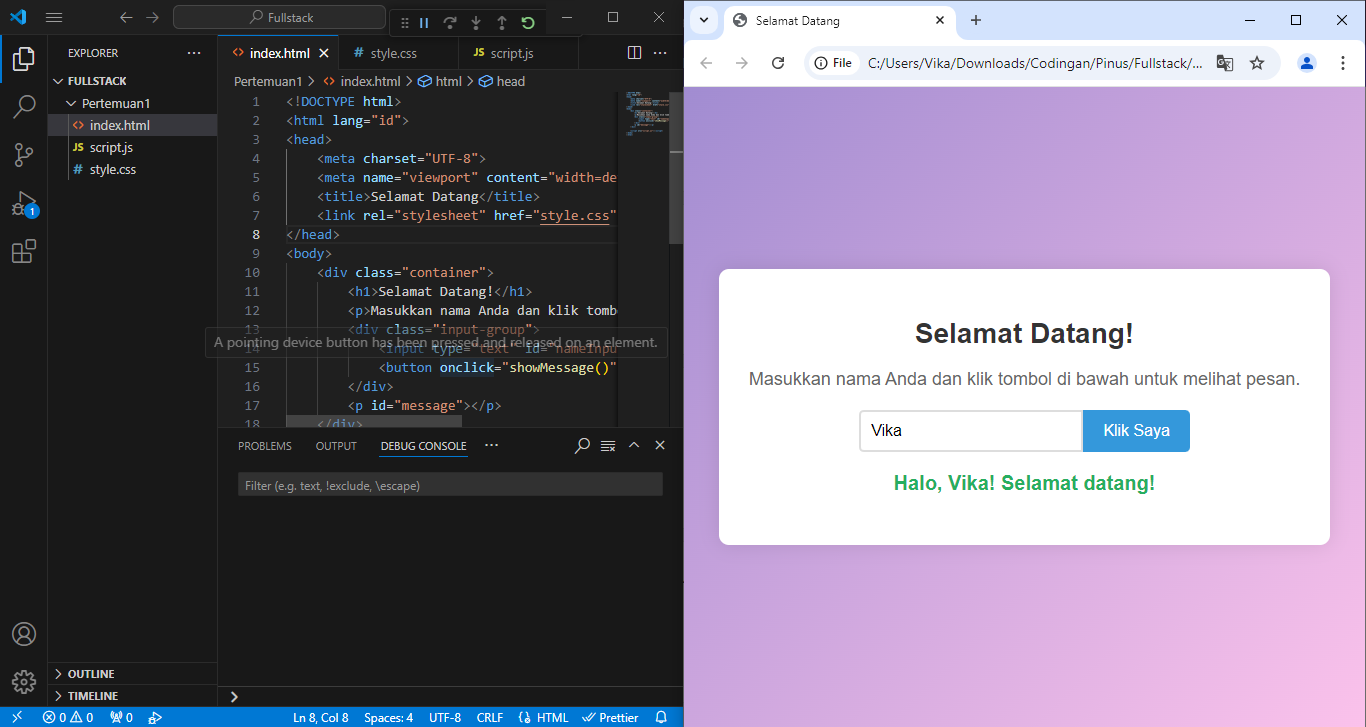 Fullstack
EXPLORER
FULLSTACK
Pertemuan1
index.html
script.js
style.css
1
OUTLINE
TIMELINE
index.html
style.css
script.js
Pertemuan1 > index.html > html > head
1 <!DOCTYPE html>
2 <html lang="id">
3 <head>
4 <meta charset="UTF-8">
5 <meta name="viewport" content="width=de
6 <title>Selamat Datang</title>
7 <link rel="stylesheet" href="style.css"
8 </head>
9 <body>
10 <div class="container">
11 <h1>Selamat Datang!</h1>
12 <p>Masukkan nama Anda dan klik tomb
13 <div class="input-group">
A pointing device button has been pressed and released on an element.
14 <input type="text" id="nameInpu
15 <button onclick="showMessage()"
16 </div>
17 <p id="message"></p>
18 </div>
PROBLEMS OUTPUT DEBUG CONSOLE
Filter (e.g. text, !exclude, \escape)
0 0 0 Ln 8, Col 8 Spaces: 4 UTF-8 CRLF HTML Prettier
Selamat Datang
File C:/Users/Vika/Downloads/Codingan/Pinus/Fullstack/...
Selamat Datang!
Masukkan nama Anda dan klik tombol di bawah untuk melihat pesan.
Vika Klik Saya
Halo, Vika! Selamat datang!